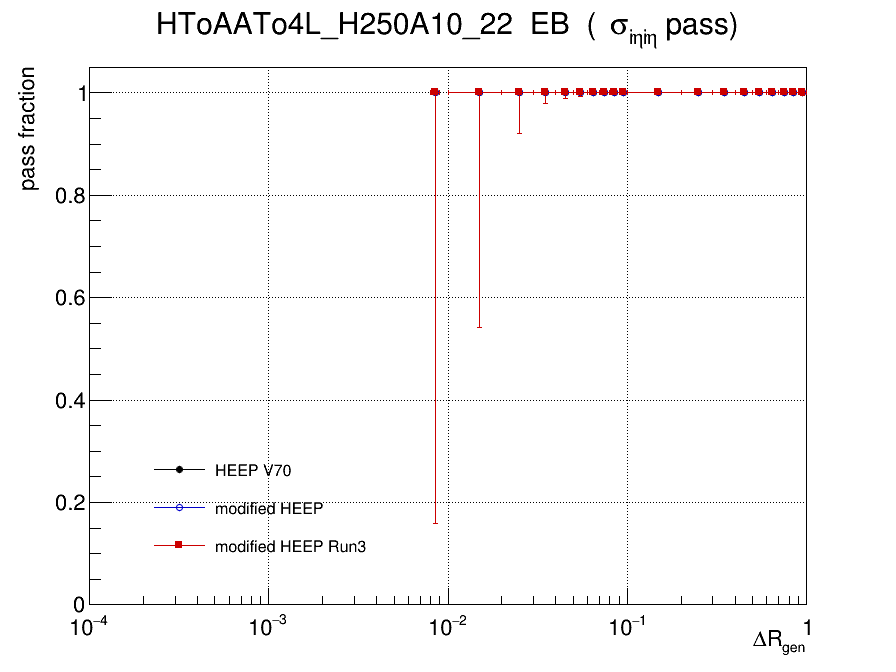 HToAATo4L_H250A10_22 EB ( σiηiη pass)
pass fraction
1
0.8
0.6
0.4
0.2
0
HEEP V70
modified HEEP
modified HEEP Run3
10−4 10−3 10−2 10−1 1
ΔRgen